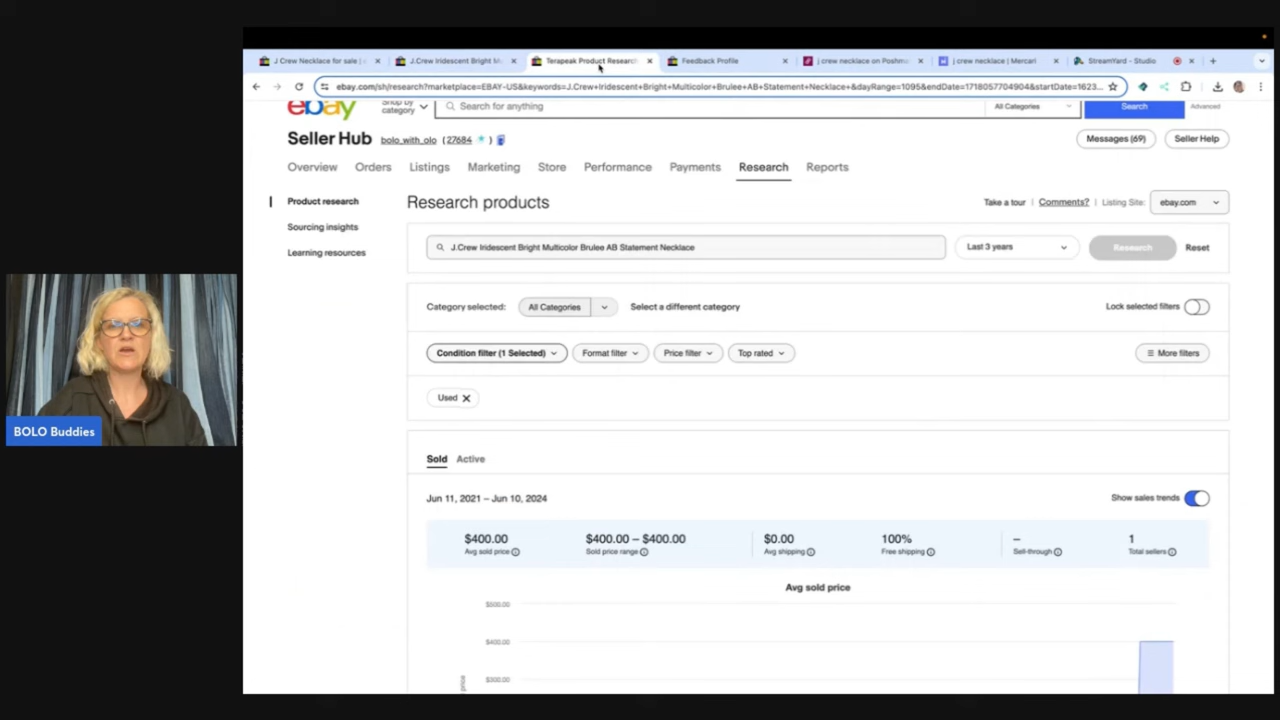 J Crew Necklace for sale |
J.Crew Iridescent Bright M
Terapeak Product Research
Feedback Profile
j crew necklace on Poshm
j crew necklace | Mercari
StreamYard - Studio
ebay.com/sh/research?marketplace=EBAY-US&keywords=J.Crew+Iridescent+Bright+Multicolor+Brulee+AB+Statement+Necklace+&dayRange=1095&endDate=1718057704904&startDate=1623...
ebay
Shop by
category
Search for anything
All Categories
Search
Advanced
Seller Hub
bolo_with_olo (27684 )
Messages (69)
Seller Help
Overview
Orders
Listings
Marketing
Store
Performance
Payments
Research
Reports
Product research
Sourcing insights
Learning resources
Research products
Take a tour | Comments? | Listing Site: ebay.com
J.Crew Iridescent Bright Multicolor Brulee AB Statement Necklace
Last 3 years
Research
Reset
Category selected: All Categories Select a different category
Lock selected filters
Condition filter (1 Selected)
Format filter
Price filter
Top rated
More filters
Used
Sold Active
Jun 11, 2021 – Jun 10, 2024
Show sales trends
$400.00
Avg sold price
$400.00 – $400.00
Sold price range
$0.00
Avg shipping
100%
Free shipping
–
Sell-through
1
Total sellers
Avg sold price
$500.00
$400.00
$300.00
price
BOLO Buddies